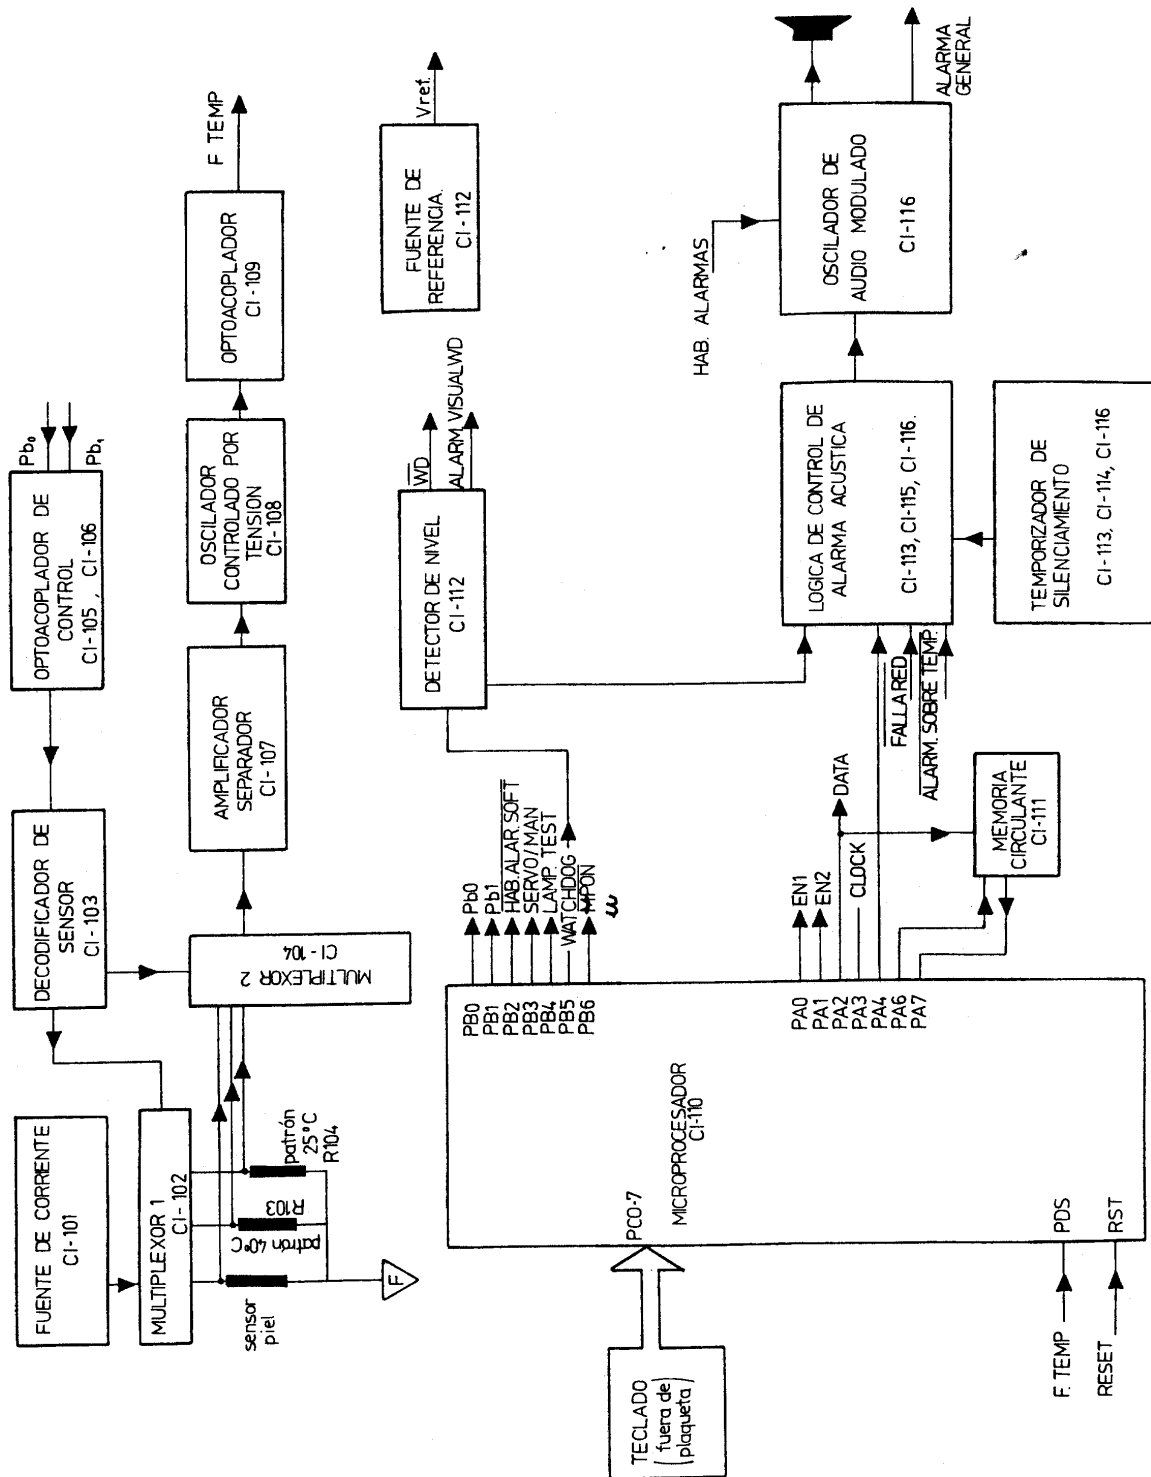 FUENTE DE CORRIENTE
CI-101
MULTIPLEXOR 1
CI-102
sensor
piel
patrón 40°C
R103
patrón
25°C
R104
F
DECODIFICADOR DE
SENSOR
CI-103
OPTOACOPLADOR DE
CONTROL
CI-105, CI-106
Pb₀
Pb₁
MULTIPLEXOR 2
CI-104
AMPLIFICADOR
SEPARADOR
CI-107
OSCILADOR
CONTROLADO POR
TENSION
CI-108
OPTOACOPLADOR
CI-109
F TEMP
TECLADO
(fuera de
plaqueta)
PC0-7
MICROPROCESADOR
CI-110
F. TEMP
PDS
RESET
RST
PB0
PB1
PB2
PB3
PB4
PB5
PB6
Pb0
Pb1
HAB.ALAR.SOFT
SERVO/MAN
LAMP. TEST
WATCHDOG
MPON
PA0
PA1
PA2
PA3
PA4
PA6
PA7
EN1
EN2
DATA
CLOCK
MEMORIA
CIRCULANTE
CI-111
DETECTOR DE NIVEL
CI-112
WD
ALARM.VISUALWD
FUENTE DE
REFERENCIA.
CI-112
Vref.
FALLA RED
ALARM. SOBRE TEMP.
LOGICA DE CONTROL DE
ALARMA ACUSTICA
CI-113, CI-115, CI-116.
TEMPORIZADOR DE
SILENCIAMIENTO
CI-113, CI-114, CI-116
HAB. ALARMAS
OSCILADOR DE
AUDIO MODULADO
CI-116
ALARMA
GENERAL